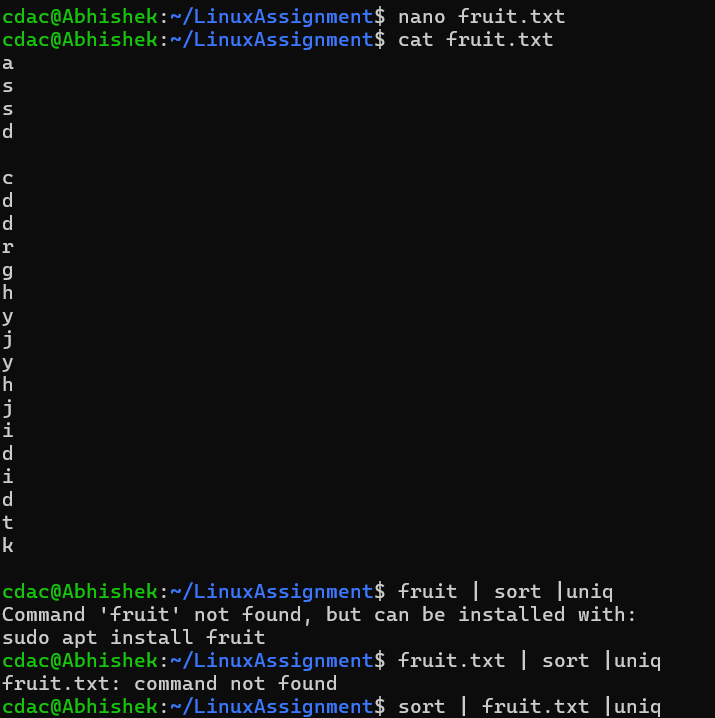 cdac@Abhishek:~/LinuxAssignment$ nano fruit.txt
cdac@Abhishek:~/LinuxAssignment$ cat fruit.txt
a
s
s
d

c
d
d
r
g
h
y
j
y
h
j
i
d
i
d
t
k

cdac@Abhishek:~/LinuxAssignment$ fruit | sort |uniq
Command 'fruit' not found, but can be installed with:
sudo apt install fruit
cdac@Abhishek:~/LinuxAssignment$ fruit.txt | sort |uniq
fruit.txt: command not found
cdac@Abhishek:~/LinuxAssignment$ sort | fruit.txt |uniq